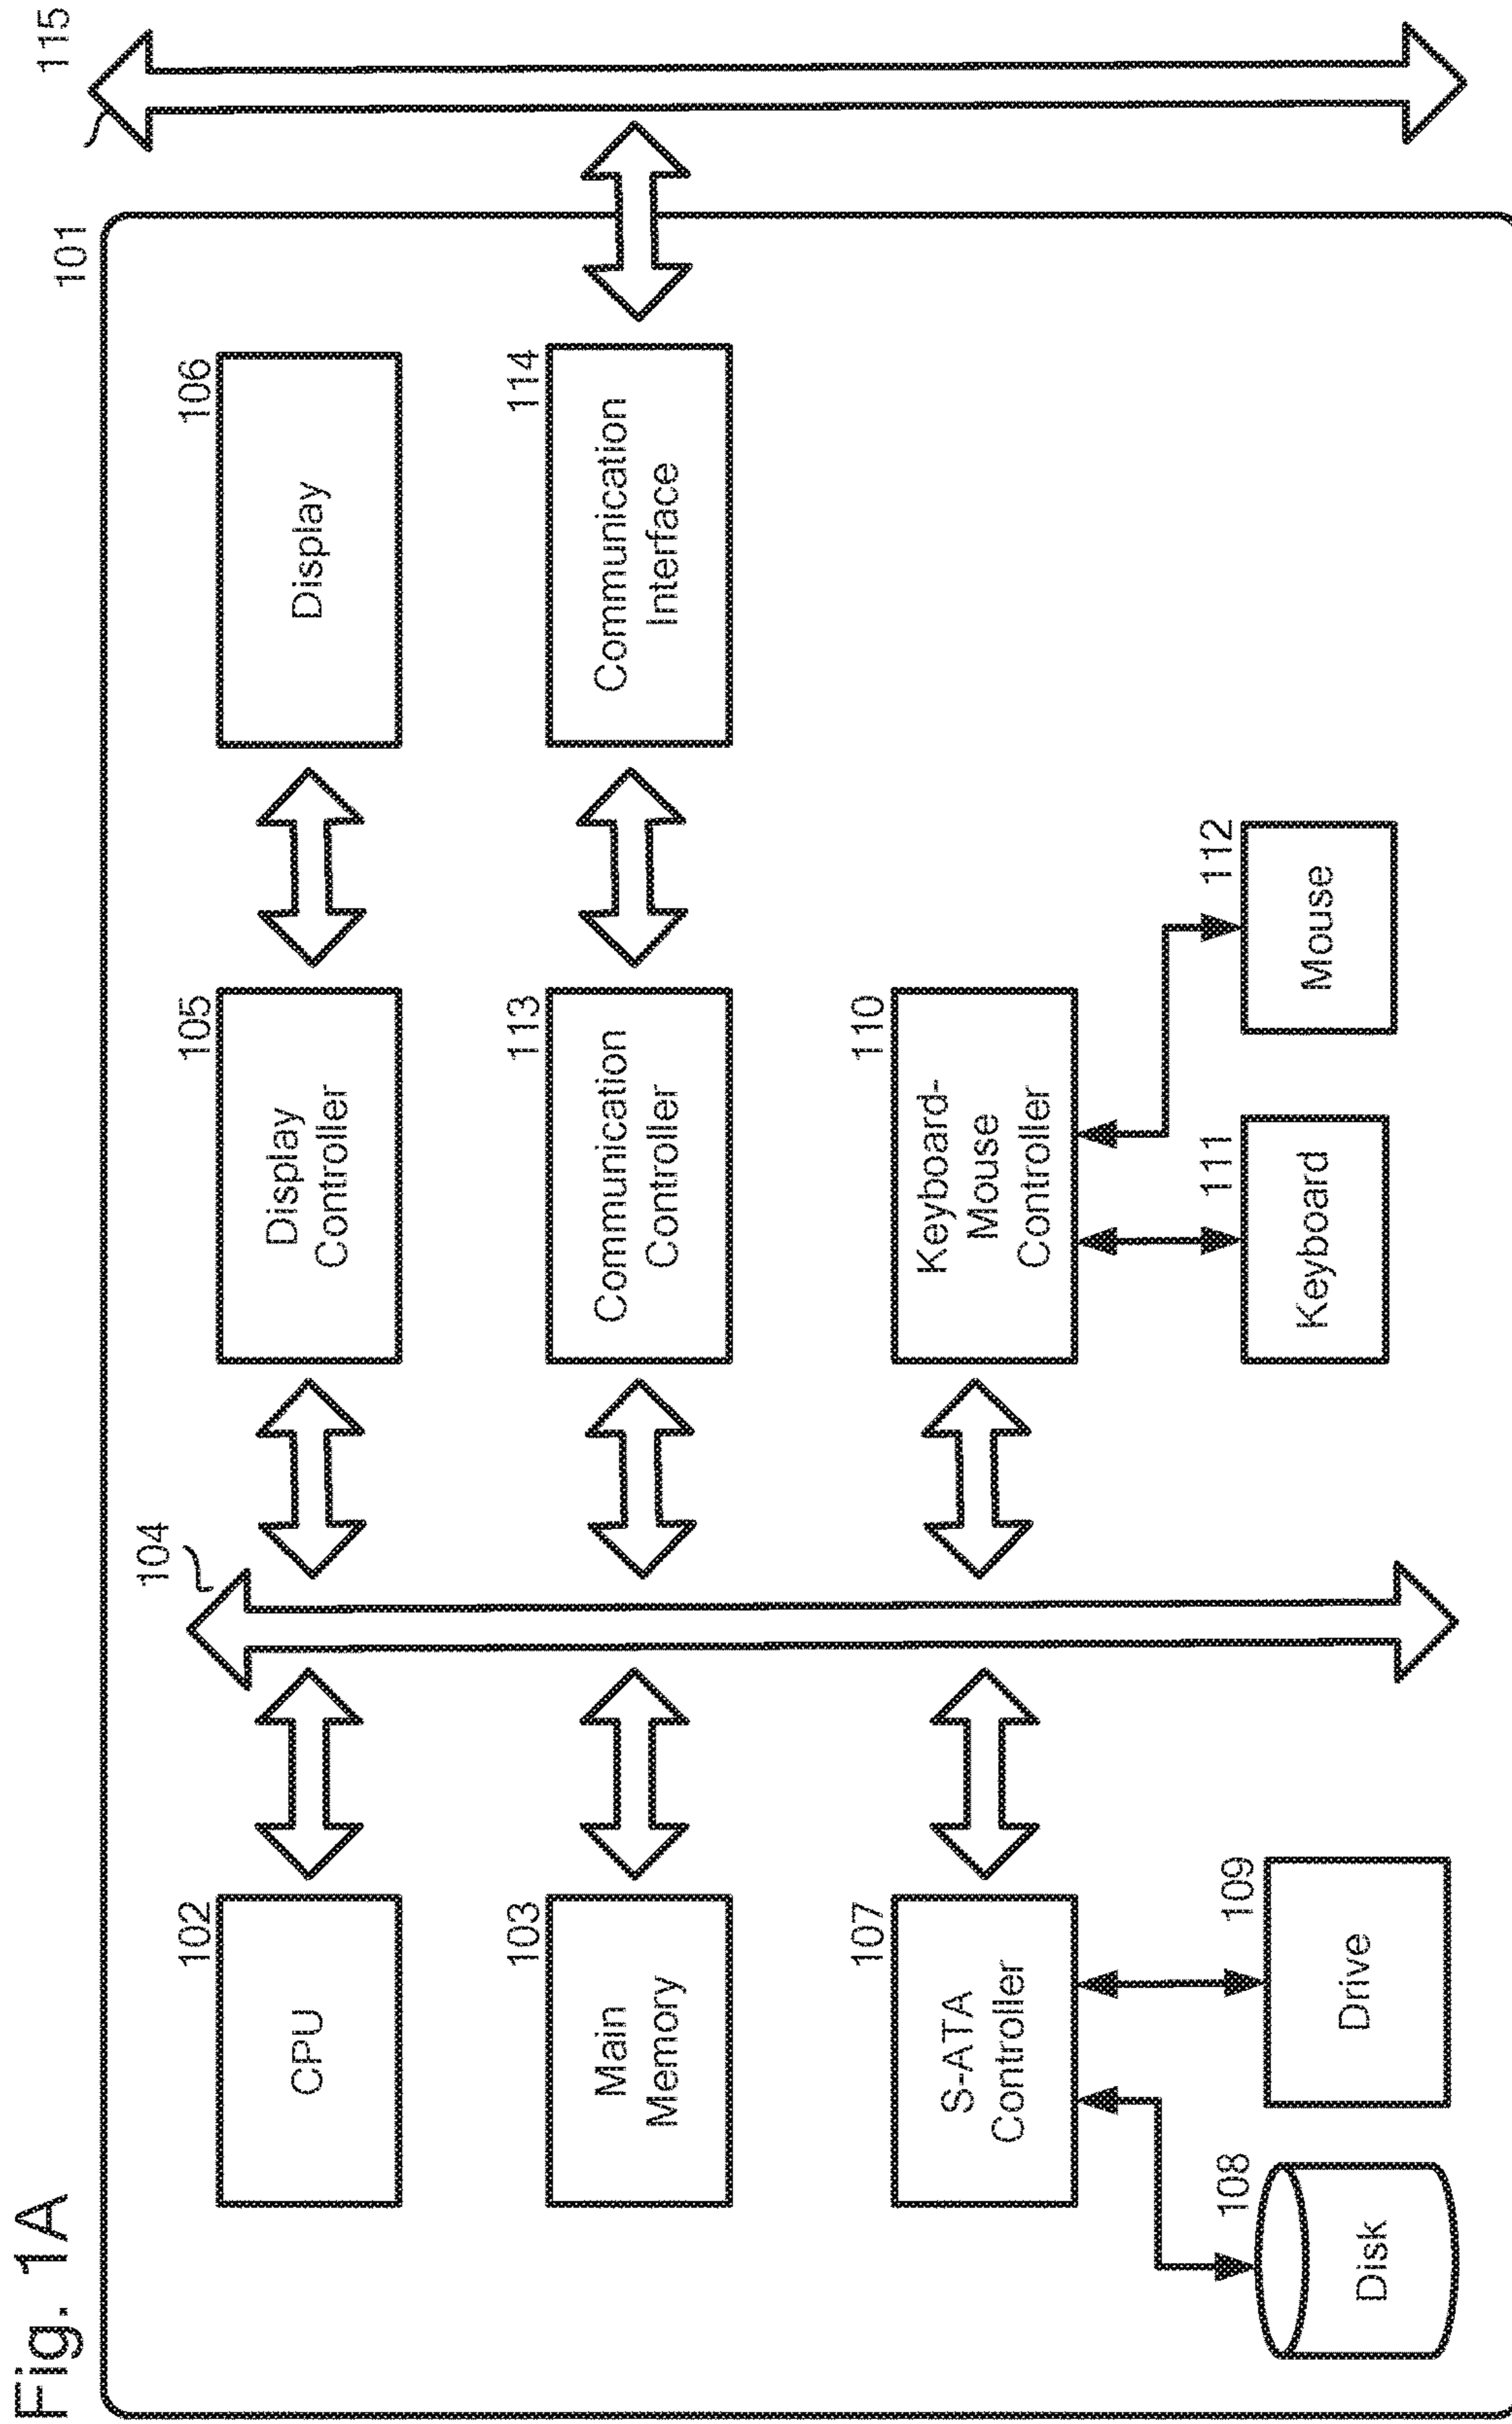 Fig. 1A
101
115
102
CPU
104
105
Display
Controller
106
Display
103
Main
Memory
113
Communication
Controller
114
Communication
Interface
107
S-ATA
Controller
110
Keyboard-
Mouse
Controller
108
Disk
109
Drive
111
Keyboard
112
Mouse